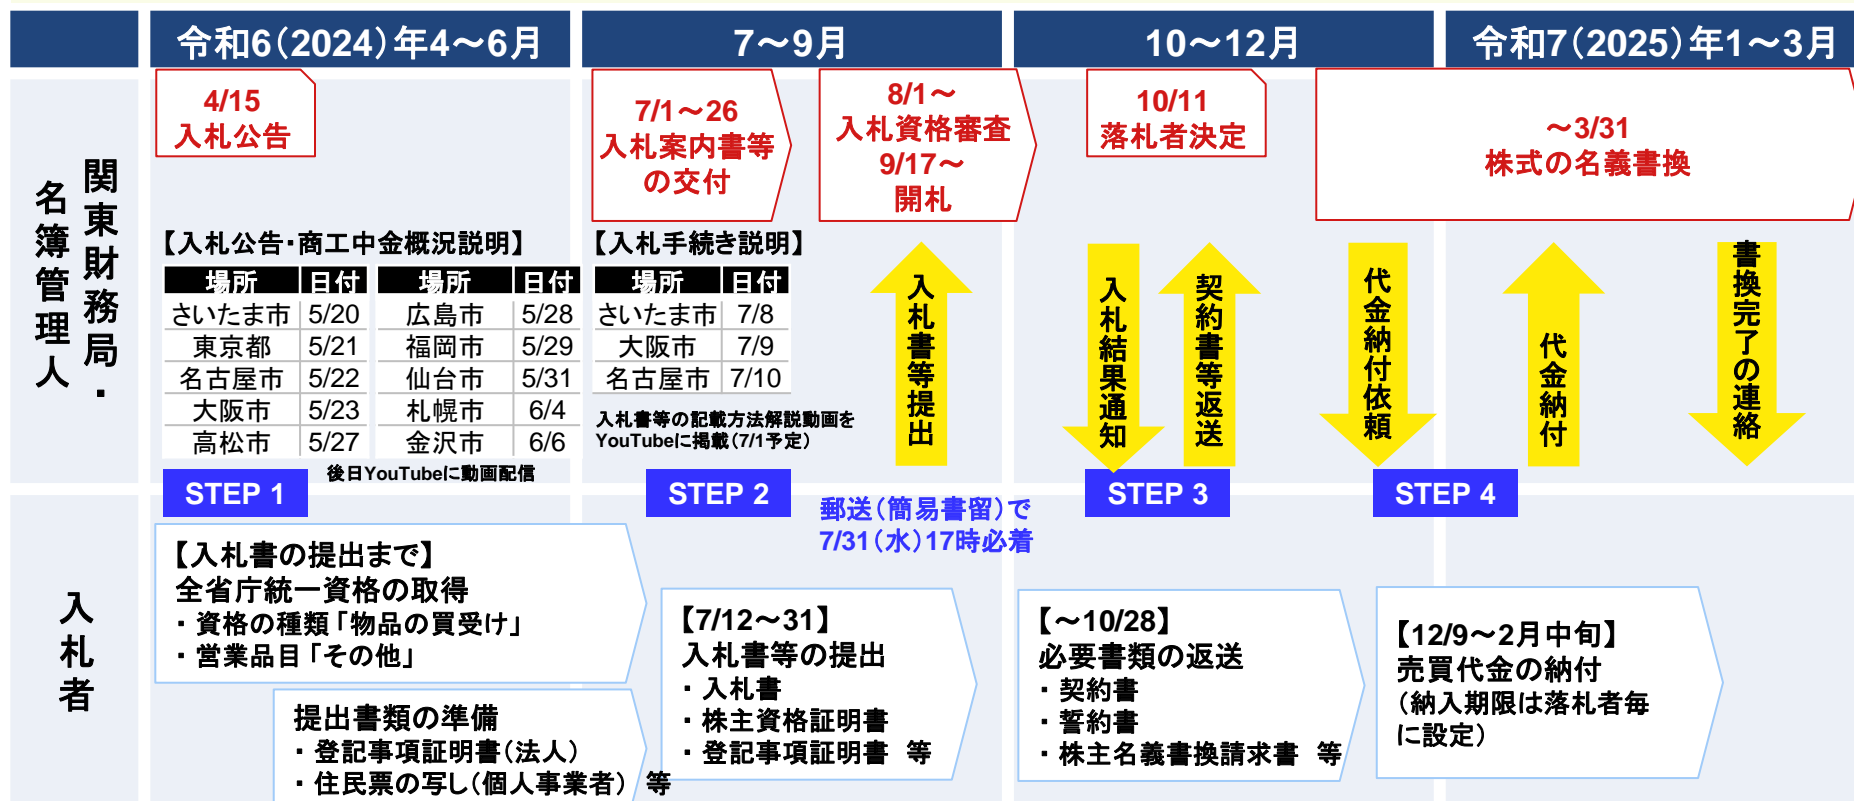 令和6（2024）年4～6月
7～9月
10～12月
令和7（2025）年1～3月
関東財務局・
名簿管理人
4/15
入札公告
7/1～26
入札案内書等
の交付
8/1～
入札資格審査
9/17～
開札
10/11
落札者決定
～3/31
株式の名義書換
【入札公告・商工中金概況説明】
場所 日付 場所 日付
さいたま市 5/20 広島市 5/28
東京都 5/21 福岡市 5/29
名古屋市 5/22 仙台市 5/31
大阪市 5/23 札幌市 6/4
高松市 5/27 金沢市 6/6
後日YouTubeに動画配信
【入札手続き説明】
場所 日付
さいたま市 7/8
大阪市 7/9
名古屋市 7/10
入札書等の記載方法解説動画を
YouTubeに掲載（7/1予定）
入札書等提出
入札結果通知
契約書等返送
代金納付依頼
代金納付
書換完了の連絡
STEP 1
STEP 2
STEP 3
STEP 4
郵送（簡易書留）で
7/31（水）17時必着
入札者
【入札書の提出まで】
全省庁統一資格の取得
・資格の種類「物品の買受け」
・営業品目「その他」
提出書類の準備
・登記事項証明書（法人）
・住民票の写し（個人事業者） 等
【7/12～31】
入札書等の提出
・入札書
・株主資格証明書
・登記事項証明書 等
【～10/28】
必要書類の返送
・契約書
・誓約書
・株主名義書換請求書 等
【12/9～2月中旬】
売買代金の納付
（納入期限は落札者毎
に設定）